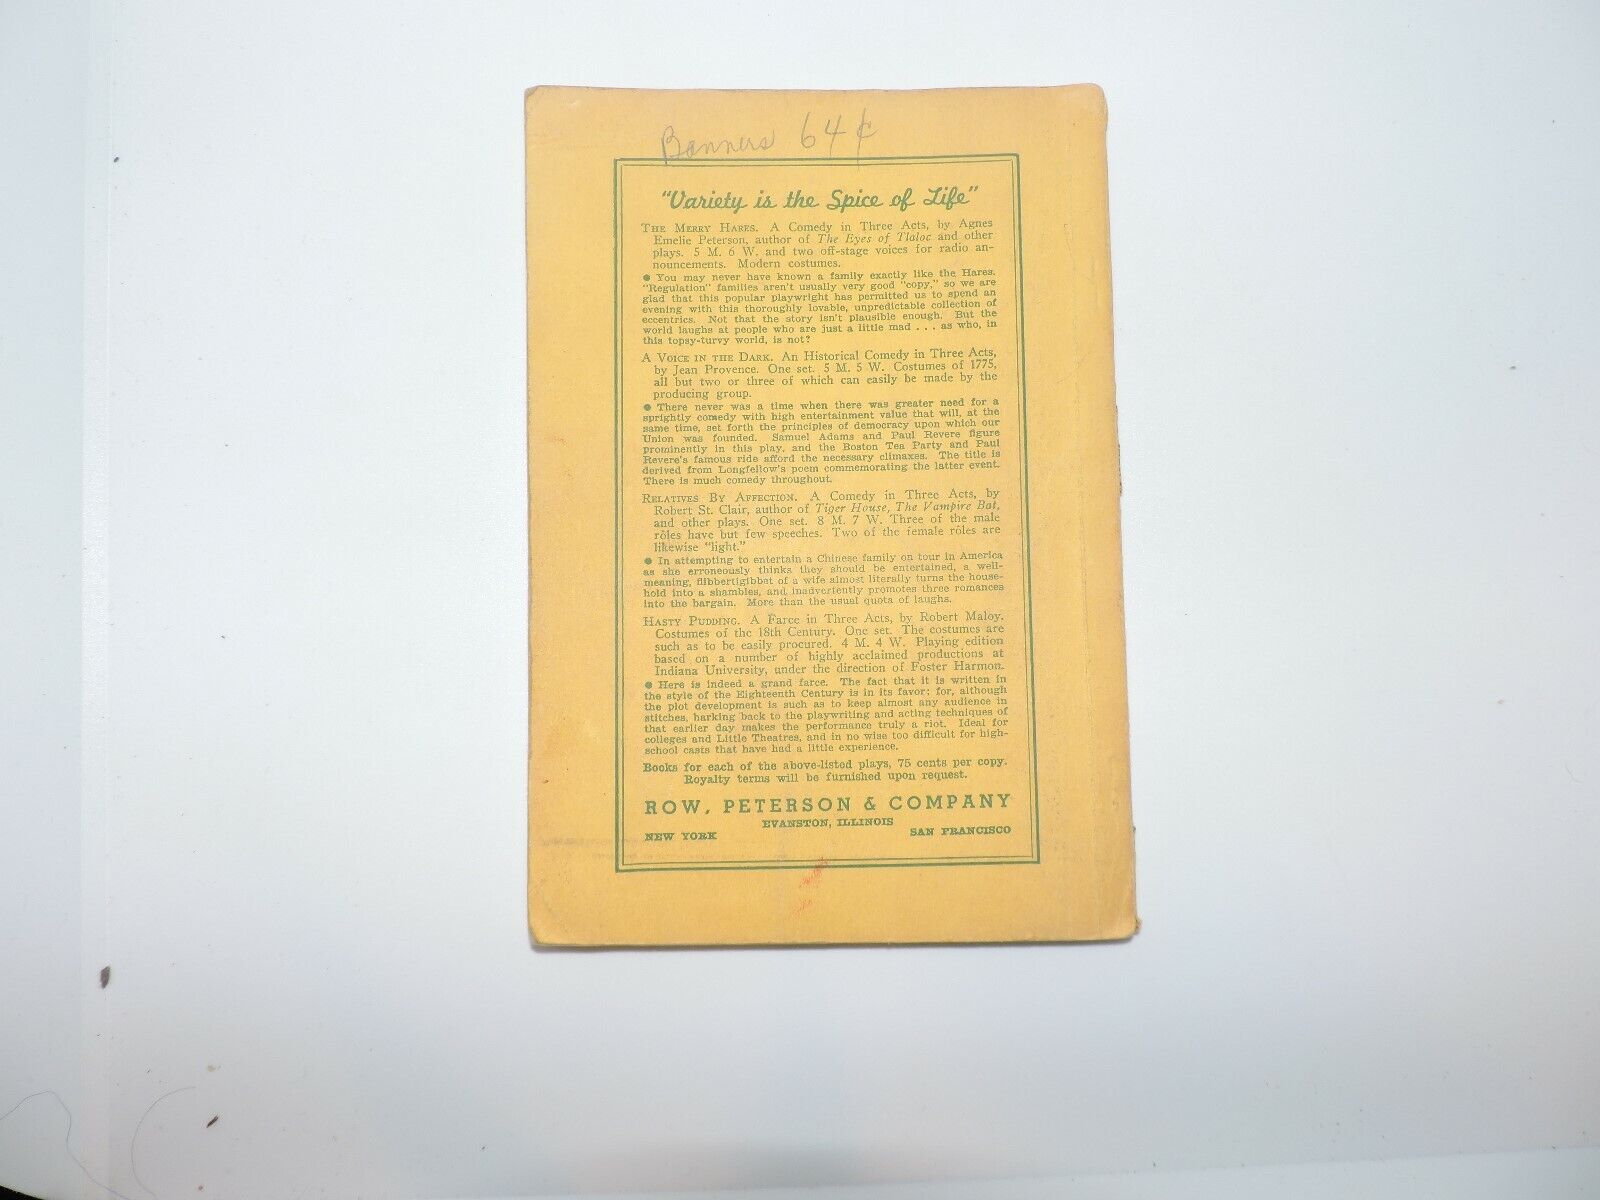 Banners 64¢
"Variety is the Spice of Life"
THE MERRY HARES. A Comedy in Three Acts, by Agnes
Emelie Peterson, author of The Eyes of Tlaloc and other
plays. 5 M. 6 W. and two off-stage voices for radio an-
nouncements. Modern costumes.
● You may never have known a family exactly like the Hares.
"Regulation" families aren't usually very good "copy," so we are
glad that this popular playwright has permitted us to spend an
evening with this thoroughly lovable, unpredictable collection of
eccentrics. Not that the story isn't plausible enough. But the
world laughs at people who are just a little mad . . . as who, in
this topsy-turvy world, is not?
A VOICE IN THE DARK. An Historical Comedy in Three Acts,
by Jean Provence. One set. 5 M. 5 W. Costumes of 1775,
all but two or three of which can easily be made by the
producing group.
● There never was a time when there was greater need for a
sprightly comedy with high entertainment value that will, at the
same time, set forth the principles of democracy upon which our
Union was founded. Samuel Adams and Paul Revere figure
prominently in this play, and the Boston Tea Party and Paul
Revere's famous ride afford the necessary climaxes. The title is
derived from Longfellow's poem commemorating the latter event.
There is much comedy throughout.
RELATIVES BY AFFECTION. A Comedy in Three Acts, by
Robert St. Clair, author of Tiger House, The Vampire Bat,
and other plays. One set. 8 M. 7 W. Three of the male
rôles have but few speeches. Two of the female rôles are
likewise "light."
● In attempting to entertain a Chinese family on tour in America
as she erroneously thinks they should be entertained, a well-
meaning, flibbertigibbet of a wife almost literally turns the house-
hold into a shambles, and inadvertently promotes three romances
into the bargain. More than the usual quota of laughs.
HASTY PUDDING. A Farce in Three Acts, by Robert Maloy.
Costumes of the 18th Century. One set. The costumes are
such as to be easily procured. 4 M. 4 W. Playing edition
based on a number of highly acclaimed productions at
Indiana University, under the direction of Foster Harmon.
● Here is indeed a grand farce. The fact that it is written in
the style of the Eighteenth Century is in its favor; for, although
the plot development is such as to keep almost any audience in
stitches, harking back to the playwriting and acting techniques of
that earlier day makes the performance truly a riot. Ideal for
colleges and Little Theatres, and in no wise too difficult for high-
school casts that have had a little experience.
Books for each of the above-listed plays, 75 cents per copy.
Royalty terms will be furnished upon request.
ROW, PETERSON & COMPANY
EVANSTON, ILLINOIS
NEW YORK SAN FRANCISCO